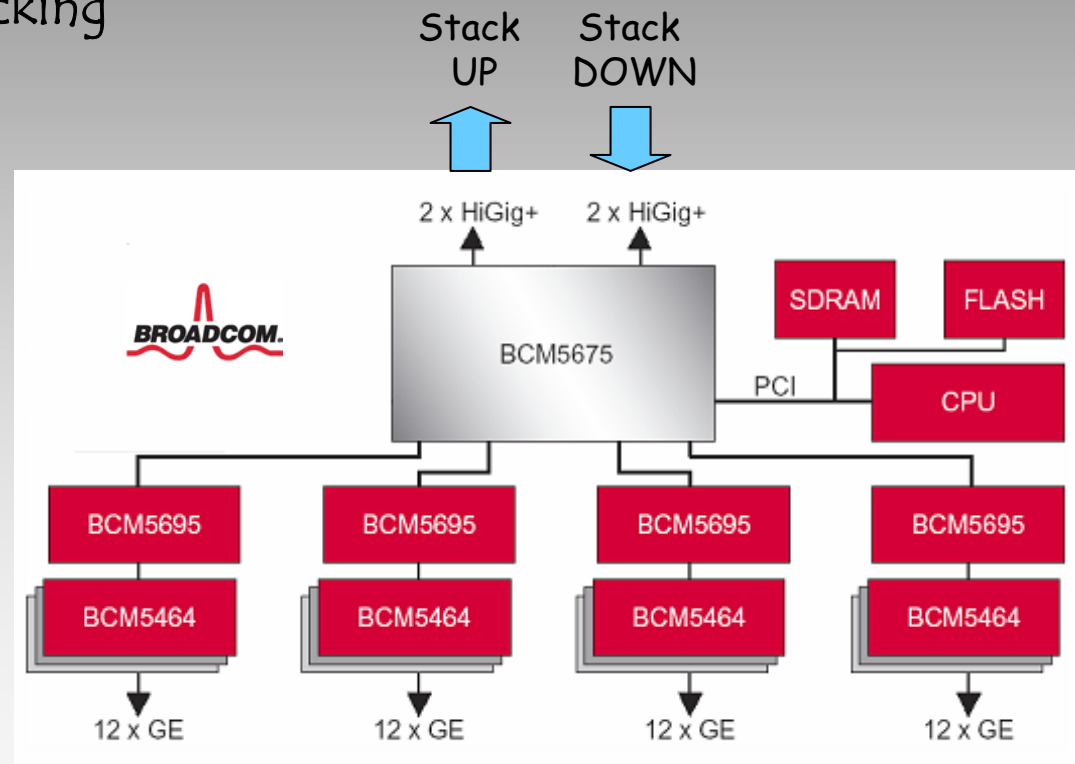 Stack
UP
Stack
DOWN
2 x HiGig+
2 x HiGig+
BROADCOM.
BCM5675
SDRAM
FLASH
PCI
CPU
BCM5695
BCM5695
BCM5695
BCM5695
BCM5464
BCM5464
BCM5464
BCM5464
12 x GE
12 x GE
12 x GE
12 x GE